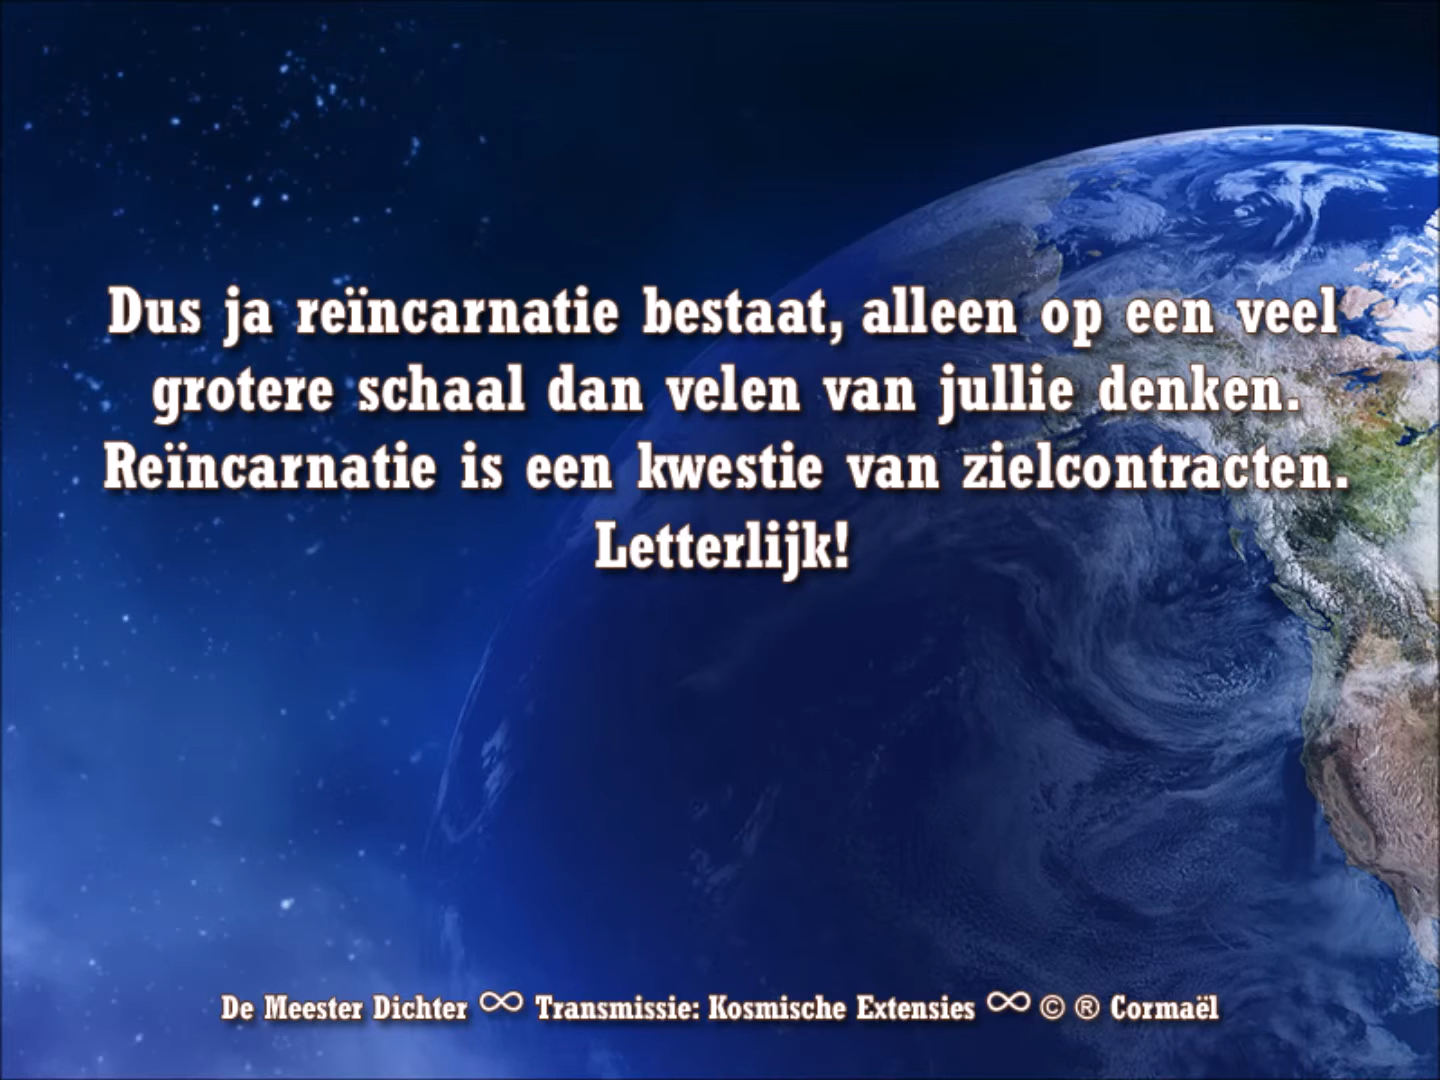 Dus ja reïncarnatie bestaat, alleen op een veel
grotere schaal dan velen van jullie denken.
Reïncarnatie is een kwestie van zielcontracten.
Letterlijk!
De Meester Dichter ∞ Transmissie: Kosmische Extensies ∞ © ® Cormaël